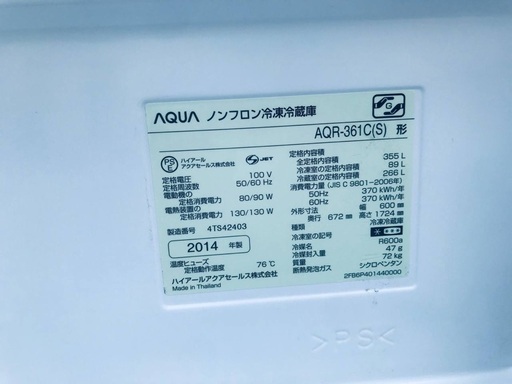 AQUA ノンフロン冷凍冷蔵庫
G
AQR-361C(S) 形
PS
E
ハイアール
アクアセールス株式会社
JET
定格電圧 100 V
定格周波数 50/60 Hz
電動機の
定格消費電力 80/90 W
電熱装置の
定格消費電力 130/130 W
製造番号 4TS42403
2014 年製
温度ヒューズ
定格動作温度 76℃
ハイアールアクアセールス株式会社
Made in Thailand
定格内容積 355 L
全定格内容積
冷凍室の定格内容積 89 L
冷蔵室の定格内容積 266 L
消費電力量 (JIS C 9801-2006年)
50Hz 370 kWh/年
60Hz 370 kWh/年
外形寸法 幅 600 mm
奥行 672 mm 高さ 1724 mm
種類 冷凍冷蔵庫
冷凍室の記号
冷媒名 R600a
冷媒封入量 47 g
質量 72 kg
断熱発泡ガス シクロペンタン
2FB6P401440000
>PS<